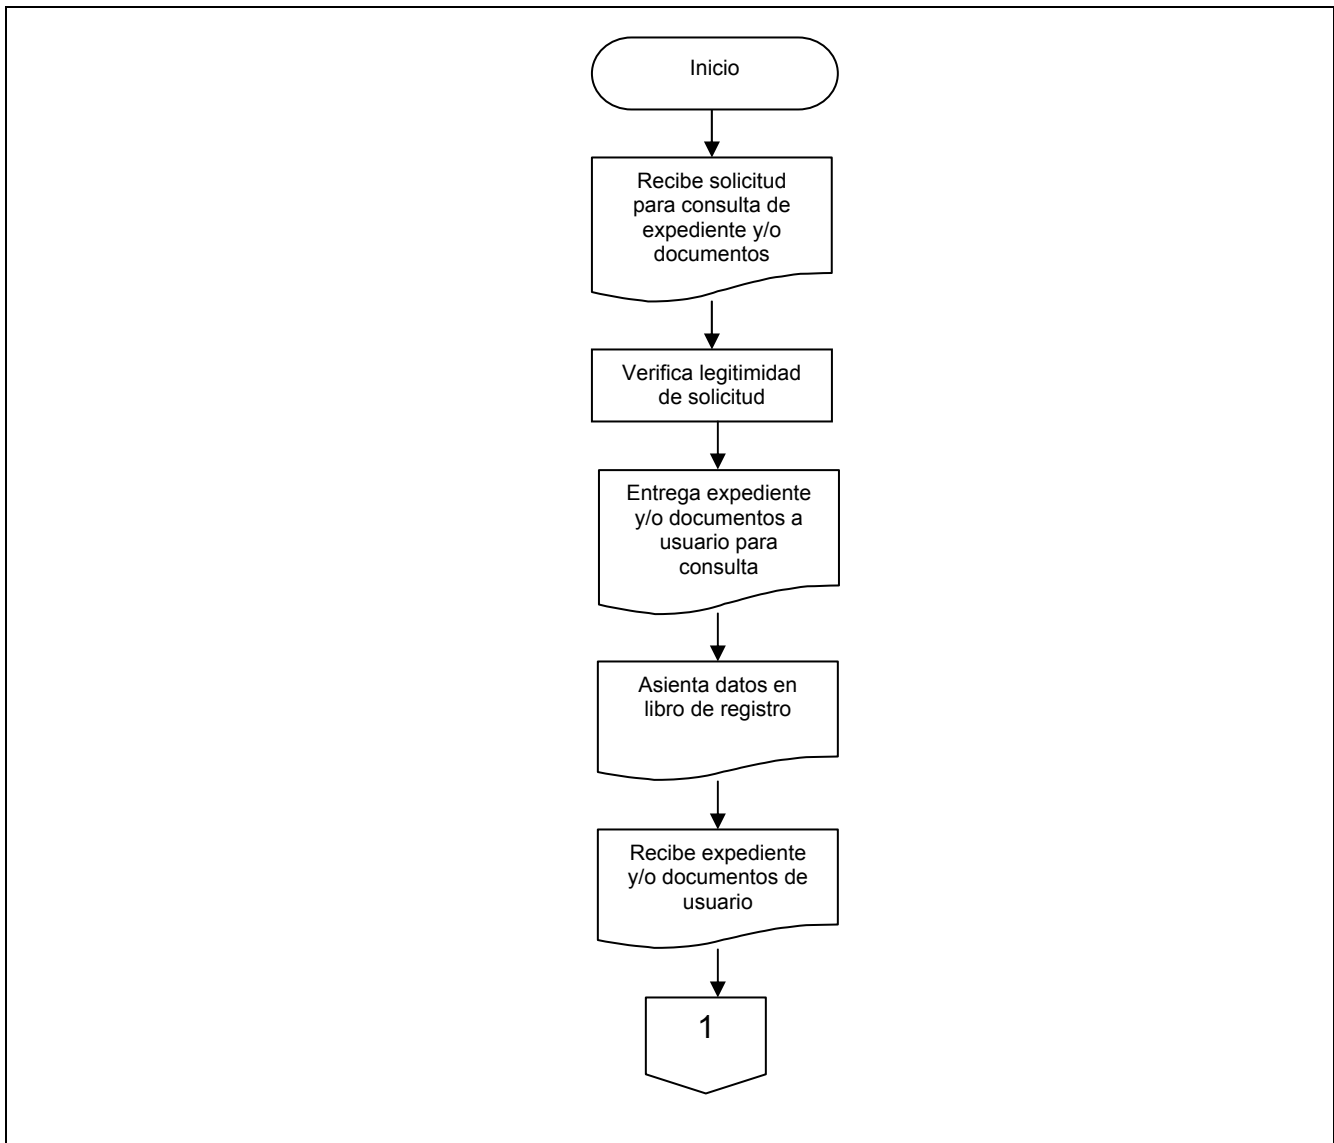 Inicio
Recibe solicitud
para consulta de
expediente y/o
documentos
Verifica legitimidad
de solicitud
Entrega expediente
y/o documentos a
usuario para
consulta
Asienta datos en
libro de registro
Recibe expediente
y/o documentos de
usuario
1